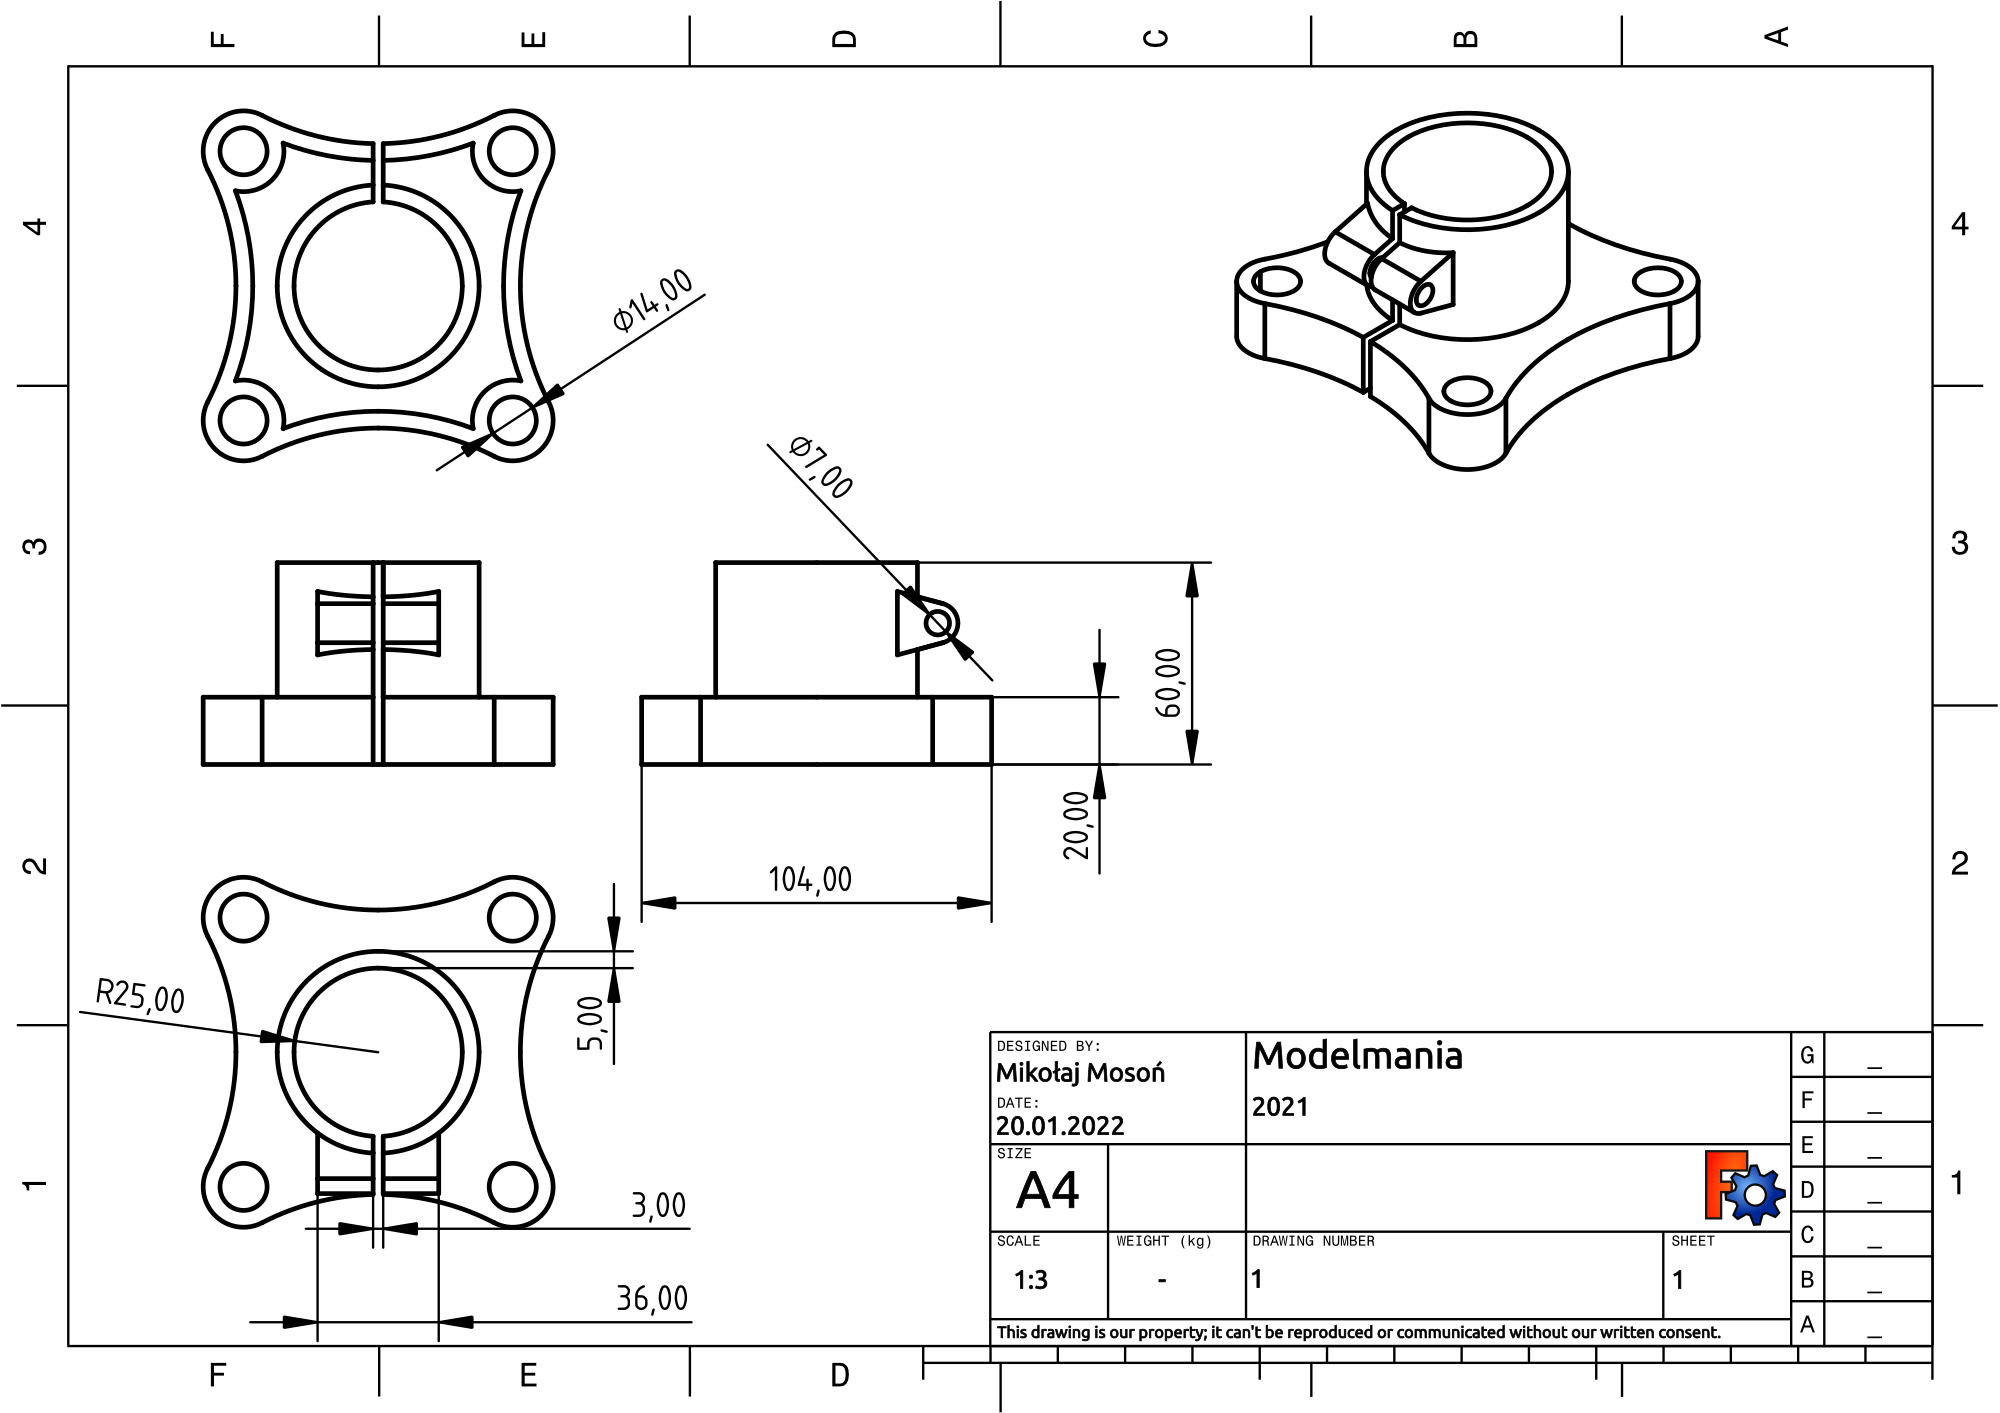 F E D C B A
4 4
Φ14,00
Φ7,00
3 3
60,00
20,00
104,00
2 2
R25,00
5,00
1 1
3,00
36,00
DESIGNED BY:
Mikołaj Mosoń
DATE:
20.01.2022
Modelmania
2021
SIZE
A4
SCALE
1:3
WEIGHT (kg)
-
DRAWING NUMBER
1
SHEET
1
This drawing is our property; it can't be reproduced or communicated without our written consent.
G _
F _
E _
D _
C _
B _
A _
F E D